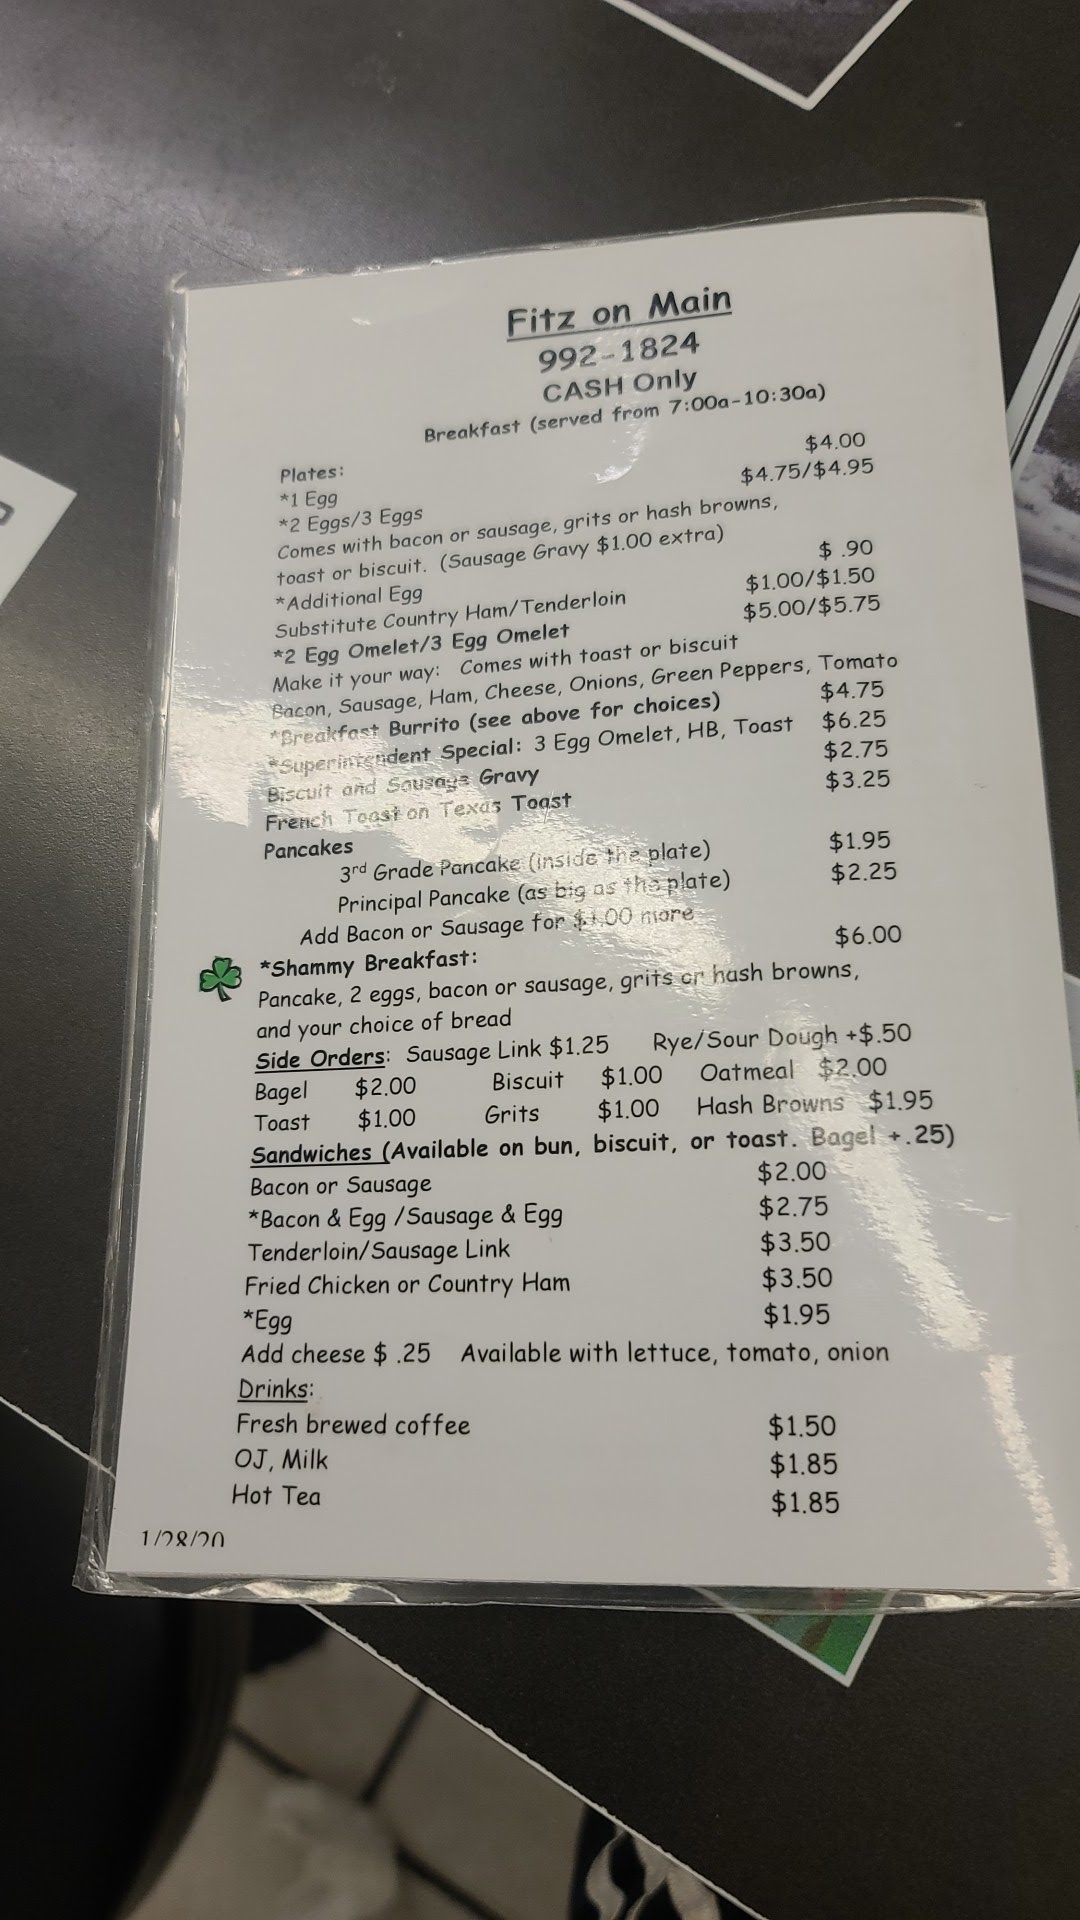 Fitz on Main
992-1824
CASH Only
Breakfast (served from 7:00a-10:30a)
Plates:
*1 Egg $4.00
*2 Eggs/3 Eggs $4.75/$4.95
Comes with bacon or sausage, grits or hash browns,
toast or biscuit. (Sausage Gravy $1.00 extra)
*Additional Egg $ .90
Substitute Country Ham/Tenderloin $1.00/$1.50
*2 Egg Omelet/3 Egg Omelet $5.00/$5.75
Make it your way: Comes with toast or biscuit
Bacon, Sausage, Ham, Cheese, Onions, Green Peppers, Tomato
*Breakfast Burrito (see above for choices) $4.75
*Superintendent Special: 3 Egg Omelet, HB, Toast $6.25
Biscuit and Sausage Gravy $2.75
French Toast on Texas Toast $3.25
Pancakes
3rd Grade Pancake (inside the plate) $1.95
Principal Pancake (as big as the plate) $2.25
Add Bacon or Sausage for $1.00 more
*Shammy Breakfast: $6.00
Pancake, 2 eggs, bacon or sausage, grits or hash browns,
and your choice of bread
Side Orders: Sausage Link $1.25 Rye/Sour Dough +$.50
Bagel $2.00 Biscuit $1.00 Oatmeal $2.00
Toast $1.00 Grits $1.00 Hash Browns $1.95
Sandwiches (Available on bun, biscuit, or toast. Bagel +.25)
Bacon or Sausage $2.00
*Bacon & Egg /Sausage & Egg $2.75
Tenderloin/Sausage Link $3.50
Fried Chicken or Country Ham $3.50
*Egg $1.95
Add cheese $ .25 Available with lettuce, tomato, onion
Drinks:
Fresh brewed coffee $1.50
OJ, Milk $1.85
Hot Tea $1.85
1/28/20